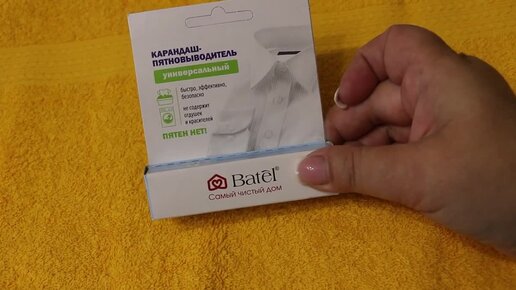 КАРАНДАШ-
ПЯТНОВЫВОДИТЕЛЬ
универсальный
быстро, эффективно,
безопасно
не содержит
отдушек
и красителей
ПЯТЕН НЕТ!
Batel®
Самый чистый дом